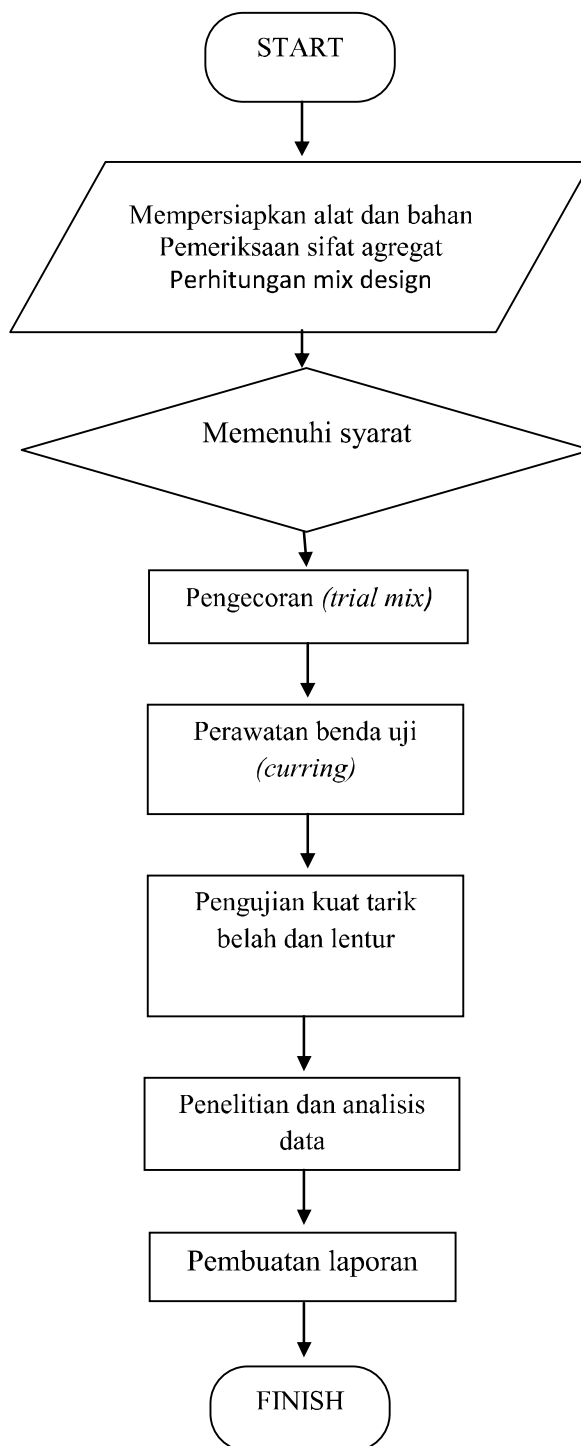 START
Mempersiapkan alat dan bahan
Pemeriksaan sifat agregat
Perhitungan mix design
Memenuhi syarat
Pengecoran (trial mix)
Perawatan benda uji
(curring)
Pengujian kuat tarik
belah dan lentur
Penelitian dan analisis
data
Pembuatan laporan
FINISH